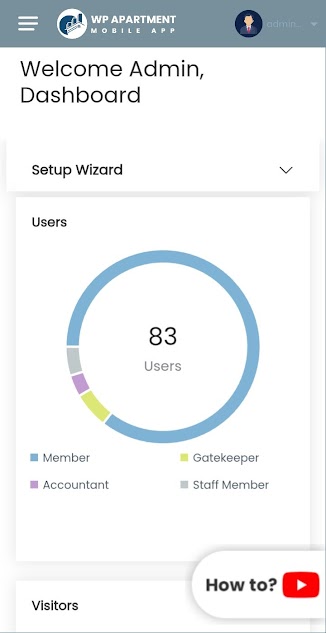 WP APARTMENT
MOBILE APP
admin..
Welcome Admin,
Dashboard
Setup Wizard
Users
83
Users
Member
Gatekeeper
Accountant
Staff Member
How to?
Visitors